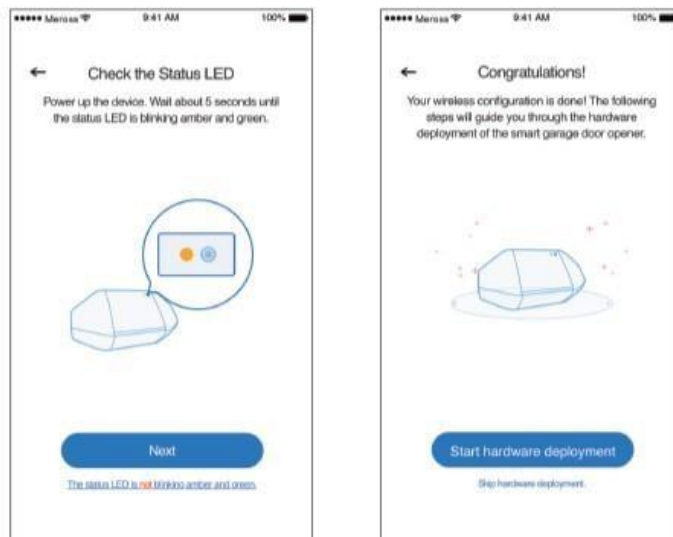 Meross 9:41 AM 100%
Check the Status LED
Power up the device. Wait about 5 seconds until
the status LED is blinking amber and green.
Next
The status LED is not blinking amber and green.
Meross 9:41 AM 100%
Congratulations!
Your wireless configuration is done! The following
steps will guide you through the hardware
deployment of the smart garage door opener.
Start hardware deployment
Skip hardware deployment.